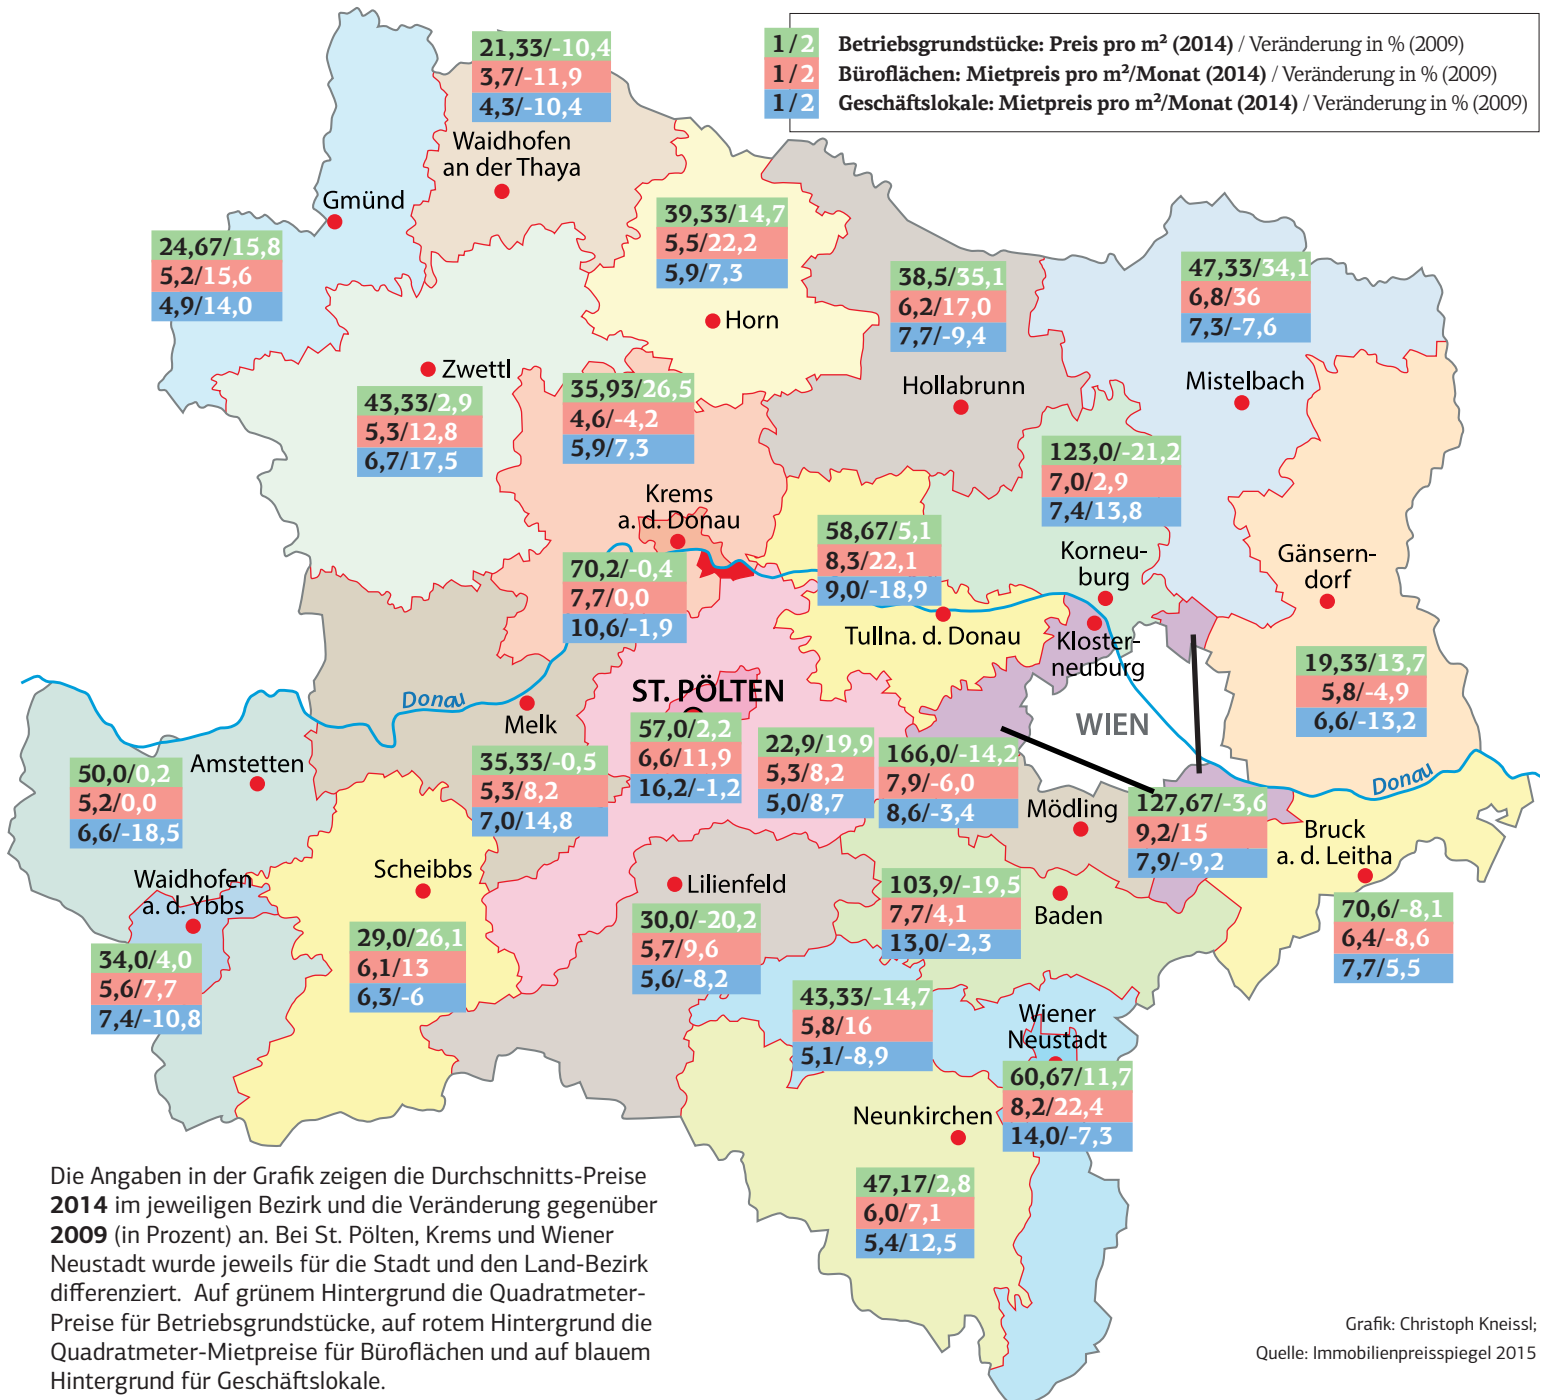 1/2 Betriebsgrundstücke: Preis pro m² (2014) / Veränderung in % (2009)
1/2 Büroflächen: Mietpreis pro m²/Monat (2014) / Veränderung in % (2009)
1/2 Geschäftslokale: Mietpreis pro m²/Monat (2014) / Veränderung in % (2009)
21,33/-10,4
3,7/-11,9
4,3/-10,4
Waidhofen
an der Thaya
Gmünd
24,67/15,8
5,2/15,6
4,9/14,0
39,33/14,7
5,5/22,2
5,9/7,3
Horn
38,5/35,1
6,2/17,0
7,7/-9,4
Hollabrunn
47,33/34,1
6,8/36
7,3/-7,6
Mistelbach
Zwettl
43,33/2,9
5,3/12,8
6,7/17,5
35,93/26,5
4,6/-4,2
5,9/7,3
Krems
a. d. Donau
70,2/-0,4
7,7/0,0
10,6/-1,9
58,67/5,1
8,3/22,1
9,0/-18,9
Tullna. d. Donau
123,0/-21,2
7,0/2,9
7,4/13,8
Korneu-
burg
Kloster-
neuburg
Gänsern-
dorf
19,33/13,7
5,8/-4,9
6,6/-13,2
WIEN
Donau
Donau
Melk
35,33/-0,5
5,3/8,2
7,0/14,8
ST. PÖLTEN
57,0/2,2
6,6/11,9
16,2/-1,2
22,9/19,9
5,3/8,2
5,0/8,7
166,0/-14,2
7,9/-6,0
8,6/-3,4
Mödling
127,67/-3,6
9,2/15
7,9/-9,2
Bruck
a. d. Leitha
70,6/-8,1
6,4/-8,6
7,7/5,5
50,0/0,2
5,2/0,0
6,6/-18,5
Amstetten
Waidhofen
a. d. Ybbs
34,0/4,0
5,6/7,7
7,4/-10,8
Scheibbs
29,0/26,1
6,1/13
6,3/-6
Lilienfeld
30,0/-20,2
5,7/9,6
5,6/-8,2
103,9/-19,5
7,7/4,1
13,0/-2,3
Baden
43,33/-14,7
5,8/16
5,1/-8,9
Wiener
Neustadt
60,67/11,7
8,2/22,4
14,0/-7,3
Neunkirchen
47,17/2,8
6,0/7,1
5,4/12,5
Die Angaben in der Grafik zeigen die Durchschnitts-Preise
2014 im jeweiligen Bezirk und die Veränderung gegenüber
2009 (in Prozent) an. Bei St. Pölten, Krems und Wiener
Neustadt wurde jeweils für die Stadt und den Land-Bezirk
differenziert. Auf grünem Hintergrund die Quadratmeter-
Preise für Betriebsgrundstücke, auf rotem Hintergrund die
Quadratmeter-Mietpreise für Büroflächen und auf blauem
Hintergrund für Geschäftslokale.
Grafik: Christoph Kneissl;
Quelle: Immobilienpreisspiegel 2015